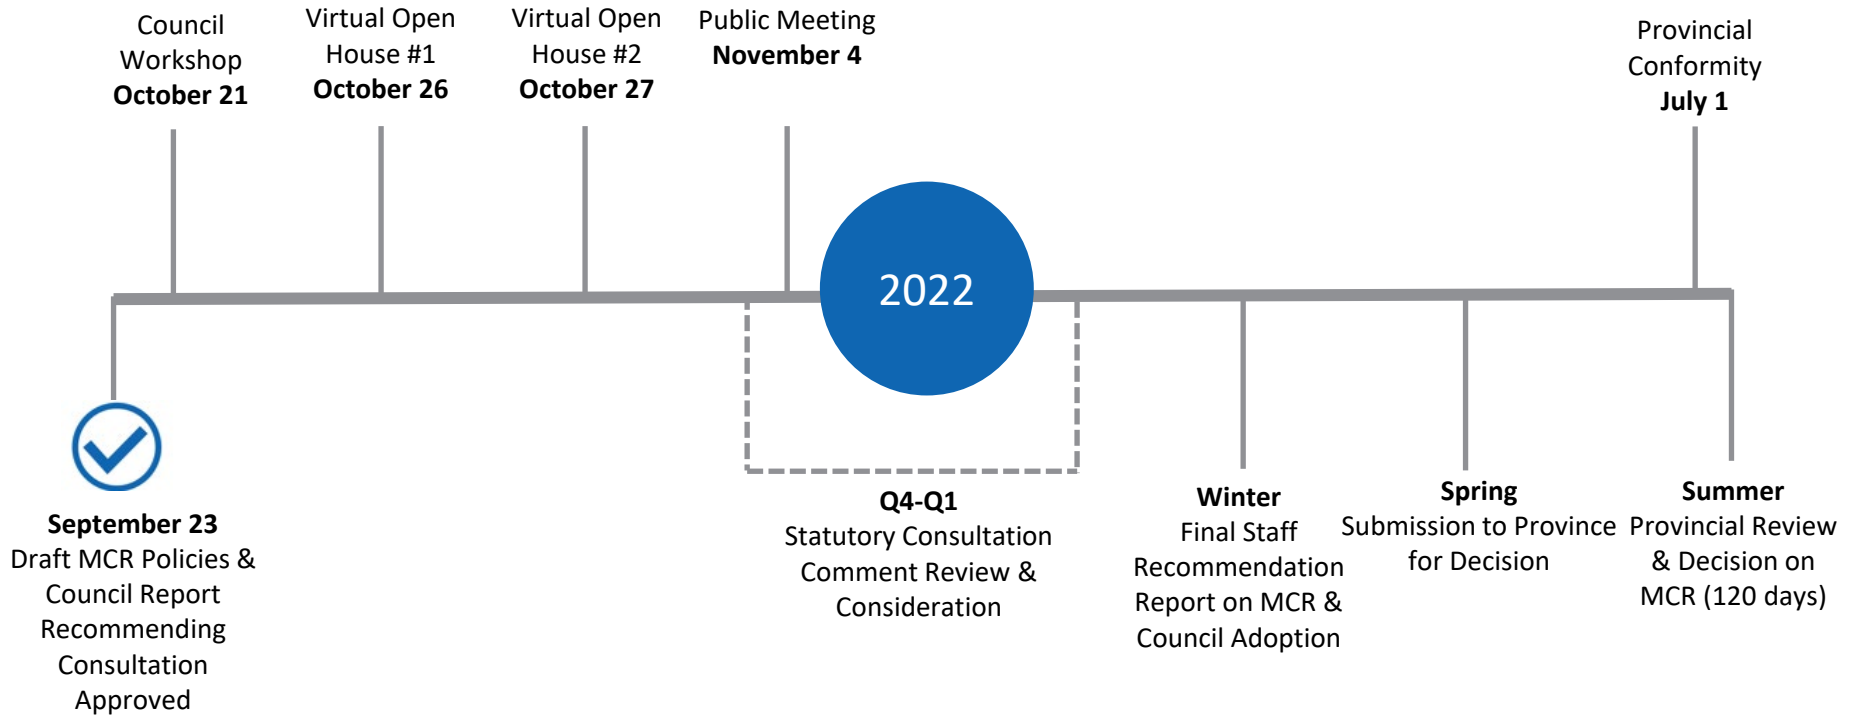 Council
Workshop
October 21
Virtual Open
House #1
October 26
Virtual Open
House #2
October 27
Public Meeting
November 4
Provincial
Conformity
July 1
2022
September 23
Draft MCR Policies &
Council Report
Recommending
Consultation
Approved
Q4-Q1
Statutory Consultation
Comment Review &
Consideration
Winter
Final Staff
Recommendation
Report on MCR &
Council Adoption
Spring
Submission to Province
for Decision
Summer
Provincial Review
& Decision on
MCR (120 days)